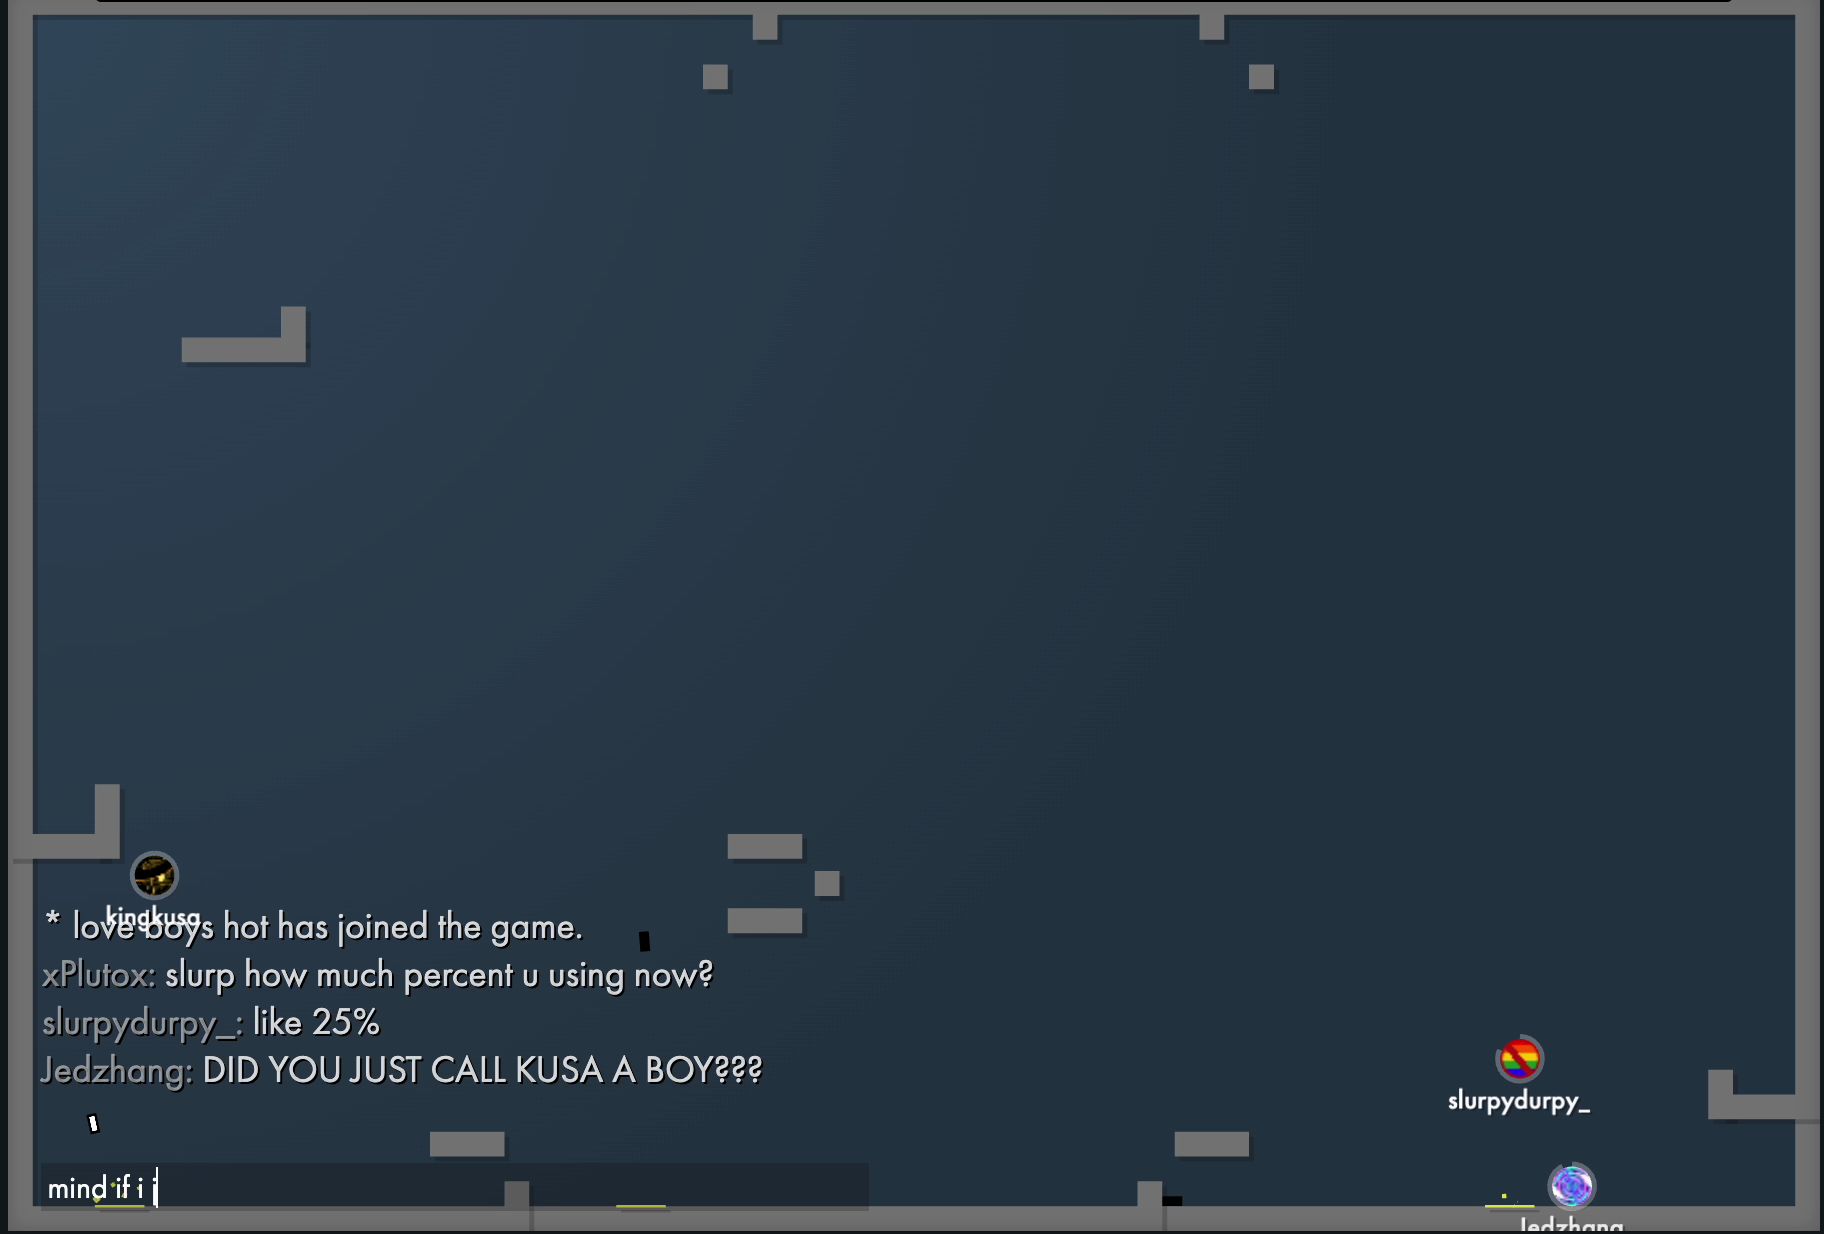 kingkusa
* love boys hot has joined the game.
xPlutox: slurp how much percent u using now?
slurpydurpy_: like 25%
Jedzhang: DID YOU JUST CALL KUSA A BOY???
slurpydurpy_
mind if i j
Jedzhang